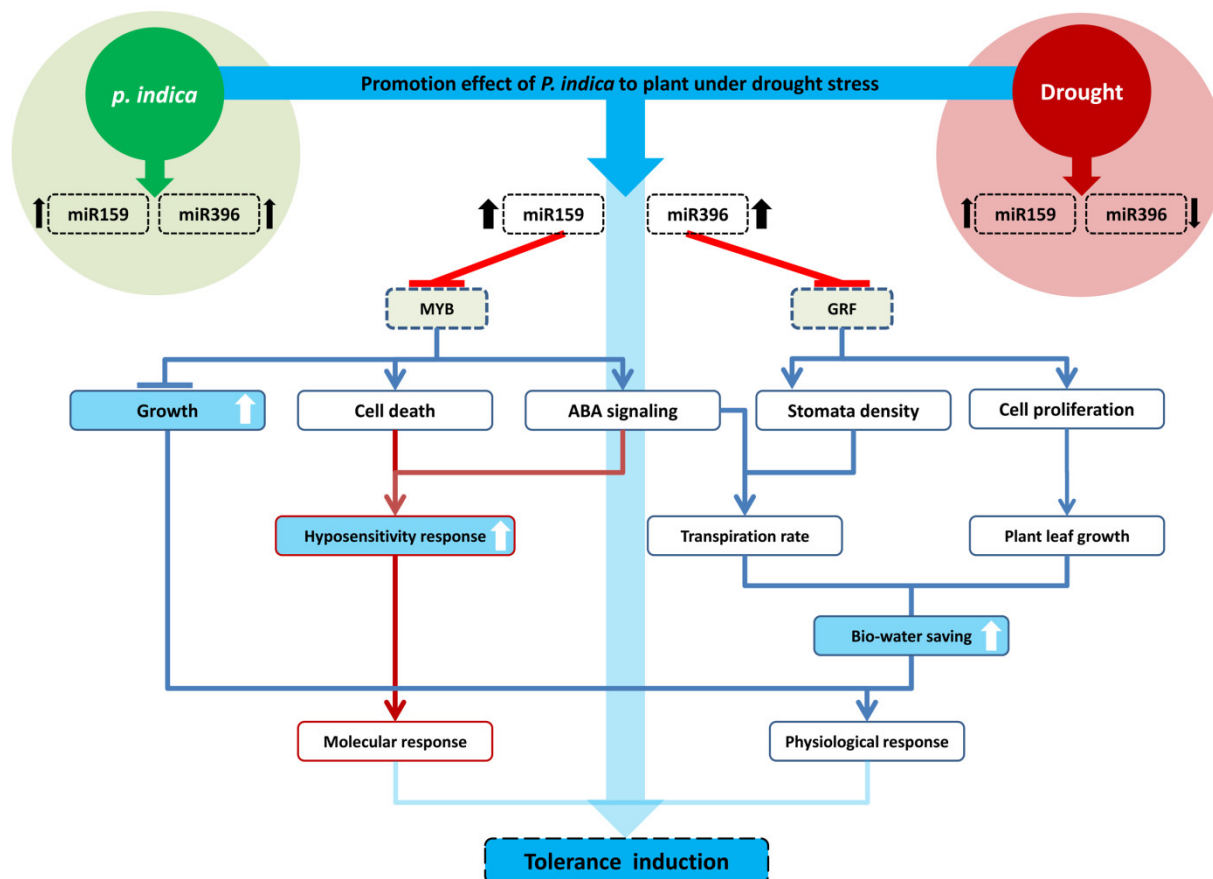 Promotion effect of P. indica to plant under drought stress
p. indica
Drought
miR159
miR396
miR159
miR396
miR159
miR396
MYB
GRF
Growth
Cell death
ABA signaling
Stomata density
Cell proliferation
Hyposensitivity response
Transpiration rate
Plant leaf growth
Bio-water saving
Molecular response
Physiological response
Tolerance induction